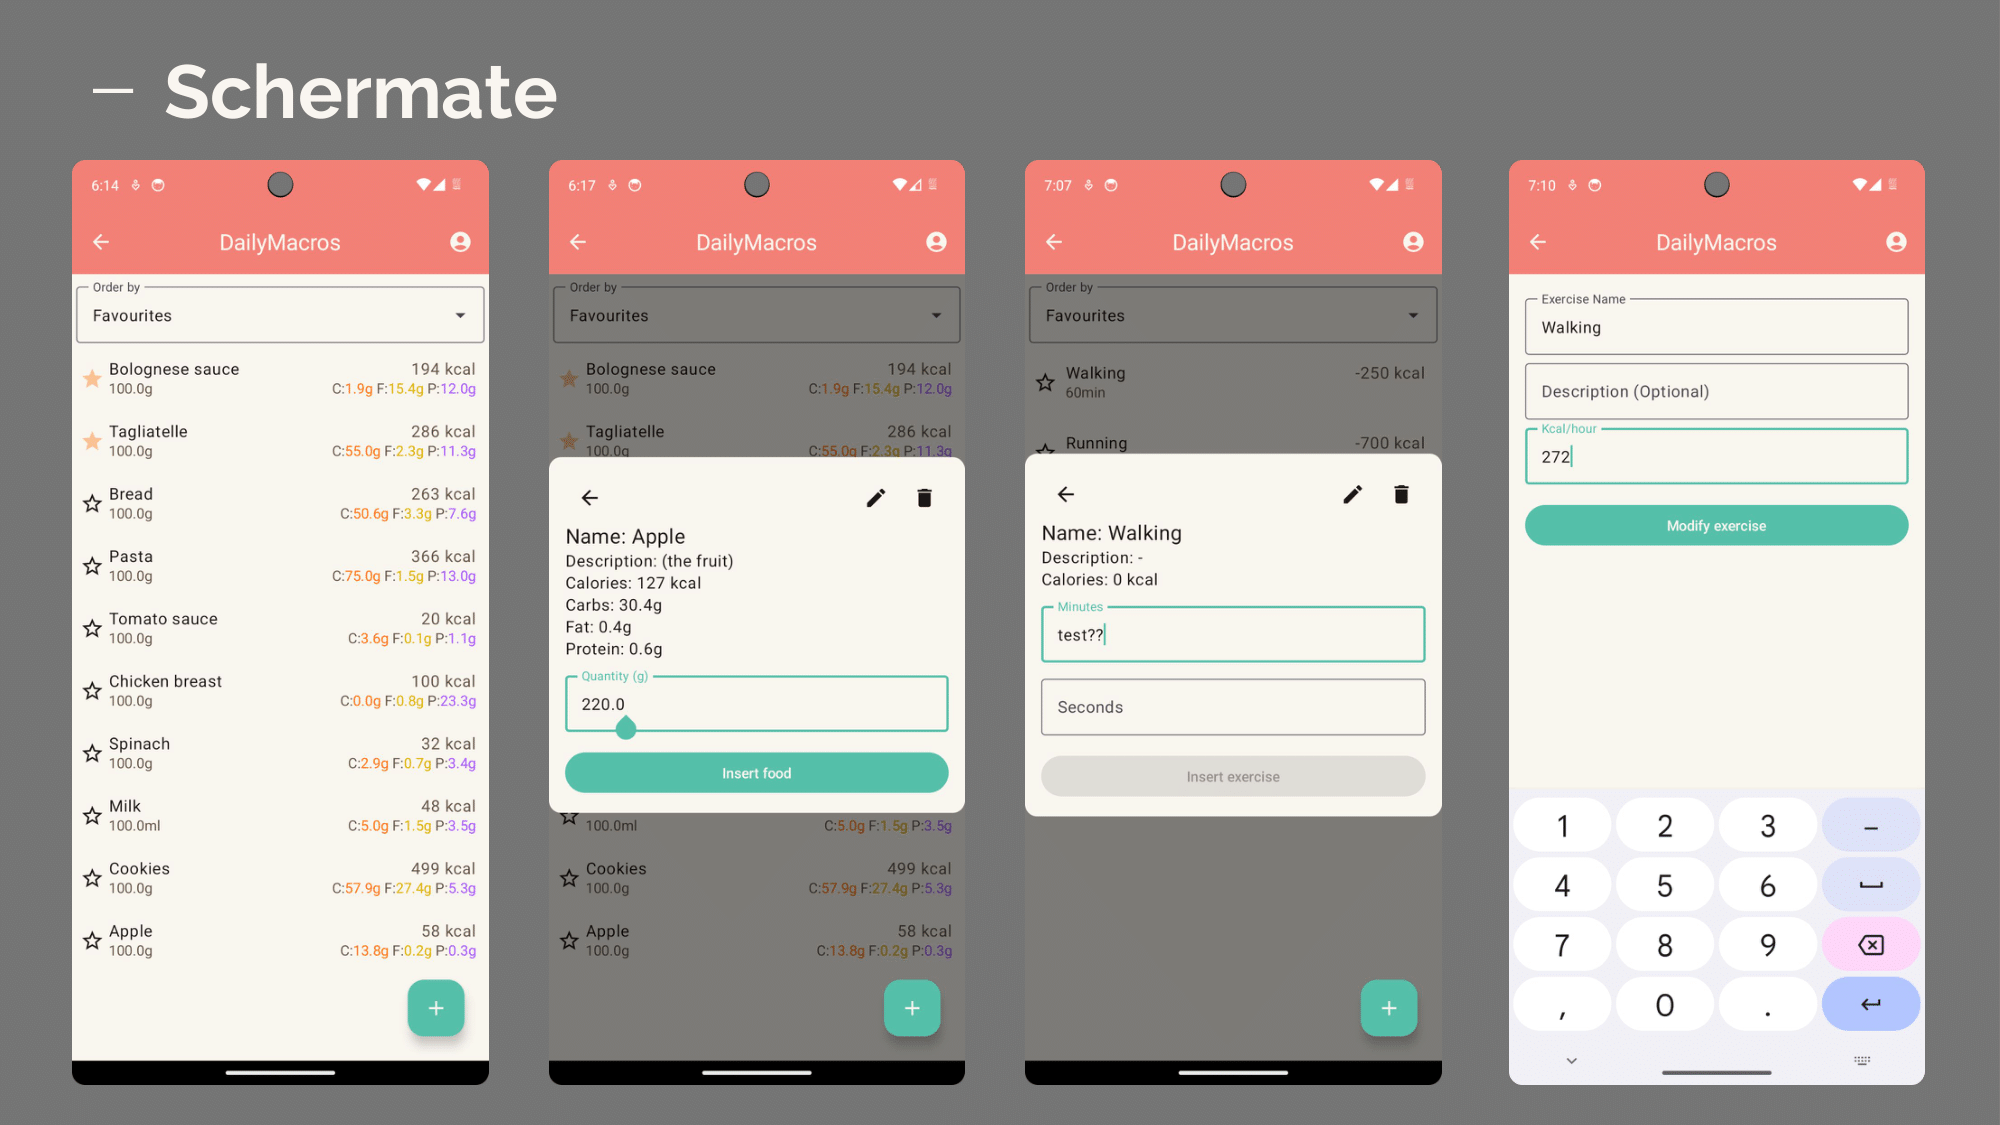 Schermate
6:14
DailyMacros
Order by
Favourites
Bolognese sauce 194 kcal
100.0g C:1.9g F:15.4g P:12.0g
Tagliatelle 286 kcal
100.0g C:55.0g F:2.3g P:11.3g
Bread 263 kcal
100.0g C:50.6g F:3.3g P:7.6g
Pasta 366 kcal
100.0g C:75.0g F:1.5g P:13.0g
Tomato sauce 20 kcal
100.0g C:3.6g F:0.1g P:1.1g
Chicken breast 100 kcal
100.0g C:0.0g F:0.8g P:23.3g
Spinach 32 kcal
100.0g C:2.9g F:0.7g P:3.4g
Milk 48 kcal
100.0ml C:5.0g F:1.5g P:3.5g
Cookies 499 kcal
100.0g C:57.9g F:27.4g P:5.3g
Apple 58 kcal
100.0g C:13.8g F:0.2g P:0.3g
+
6:17
DailyMacros
Order by
Favourites
Bolognese sauce 194 kcal
100.0g C:1.9g F:15.4g P:12.0g
Tagliatelle 286 kcal
100.0g C:55.0g F:2.3g P:11.3g
Name: Apple
Description: (the fruit)
Calories: 127 kcal
Carbs: 30.4g
Fat: 0.4g
Protein: 0.6g
Quantity (g)
220.0
Insert food
100.0ml C:5.0g F:1.5g P:3.5g
Cookies 499 kcal
100.0g C:57.9g F:27.4g P:5.3g
Apple 58 kcal
100.0g C:13.8g F:0.2g P:0.3g
+
7:07
DailyMacros
Order by
Favourites
Walking -250 kcal
60min
Running -700 kcal
Name: Walking
Description: -
Calories: 0 kcal
Minutes
test??
Seconds
Insert exercise
+
7:10
DailyMacros
Exercise Name
Walking
Description (Optional)
Kcal/hour
272
Modify exercise
1 2 3 –
4 5 6
7 8 9
, 0 .